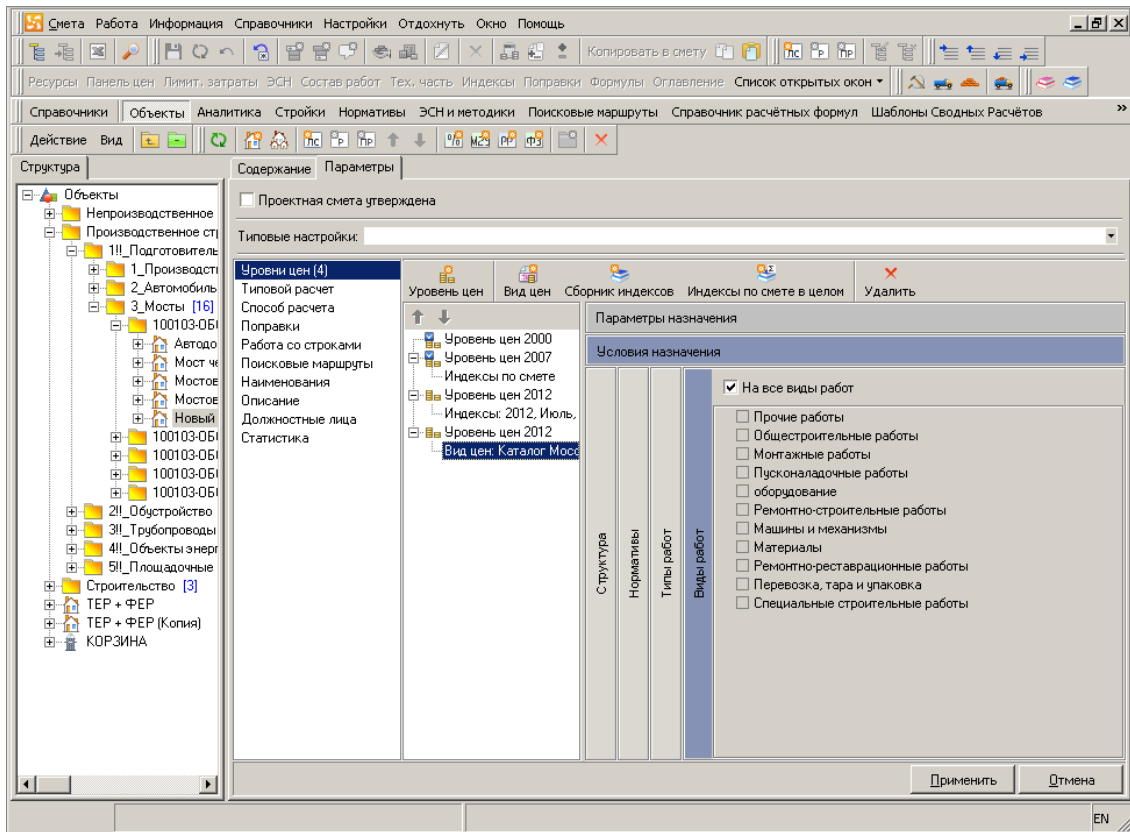 Смета Работа Информация Справочники Настройки Отдохнуть Окно Помощь
Копировать в смету
Ресурсы Панель цен Лимит. затраты ЭСН Состав работ Тех. часть Индексы Поправки Формулы Оглавление Список открытых окон
Справочники Объекты Аналитика Стройки Нормативы ЭСН и методики Поисковые маршруты Справочник расчётных формул Шаблоны Сводных Расчётов »
Действие Вид
Структура
Содержание Параметры
Объекты
Непроизводственное
Производственное стр
1!!_Подготовитель
1_Производсте
2_Автомобиль
3_Мосты [16]
100103-ОБ
Автодо
Мост че
Мостов
Мостов
Новый
100103-ОБ
100103-ОБ
100103-ОБ
100103-ОБ
2!!_Обустройство
3!!_Трубопроводы
4!!_Объекты энерг
5!!_Площадочные
Строительство [3]
ТЕР + ФЕР
ТЕР + ФЕР (Копия)
КОРЗИНА
Проектная смета утверждена
Типовые настройки:
Уровни цен (4)
Типовой расчет
Способ расчета
Поправки
Работа со строками
Поисковые маршруты
Наименования
Описание
Должностные лица
Статистика
Уровень цен Вид цен Сборник индексов Индексы по смете в целом Удалить
Уровень цен 2000
Уровень цен 2007
Индексы по смете
Уровень цен 2012
Индексы: 2012, Июль,
Уровень цен 2012
Вид цен: Каталог Мосс
Параметры назначения
Условия назначения
Структура
Нормативы
Типы работ
Виды работ
На все виды работ
Прочие работы
Общестроительные работы
Монтажные работы
Пусконаладочные работы
оборудование
Ремонтно-строительные работы
Машины и механизмы
Материалы
Ремонтно-реставрационные работы
Перевозка, тара и упаковка
Специальные строительные работы
Применить Отмена
EN